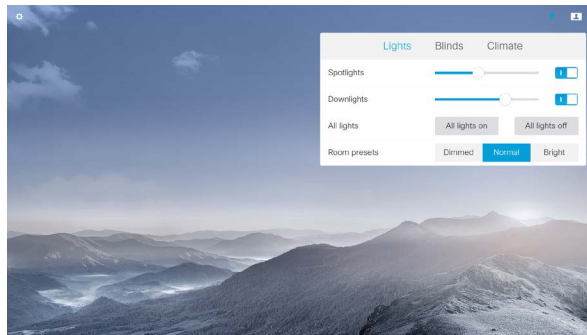 Lights Blinds Climate
Spotlights
Downlights
All lights All lights on All lights off
Room presets Dimmed Normal Bright